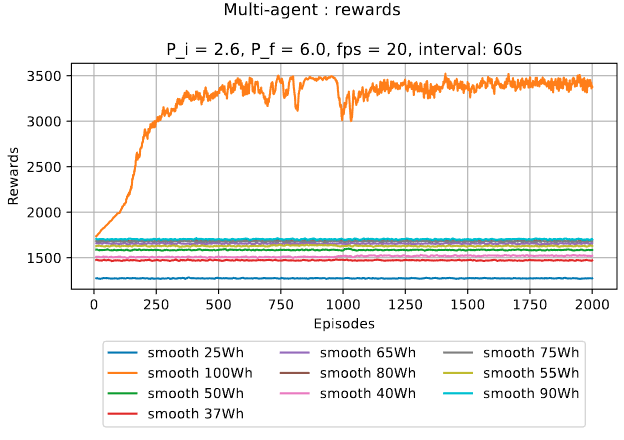 Multi-agent : rewards
P_i = 2.6, P_f = 6.0, fps = 20, interval: 60s
3500
3000
2500
2000
1500
Rewards
0 250 500 750 1000 1250 1500 1750 2000
Episodes
smooth 25Wh smooth 65Wh smooth 75Wh
smooth 100Wh smooth 80Wh smooth 55Wh
smooth 50Wh smooth 40Wh smooth 90Wh
smooth 37Wh